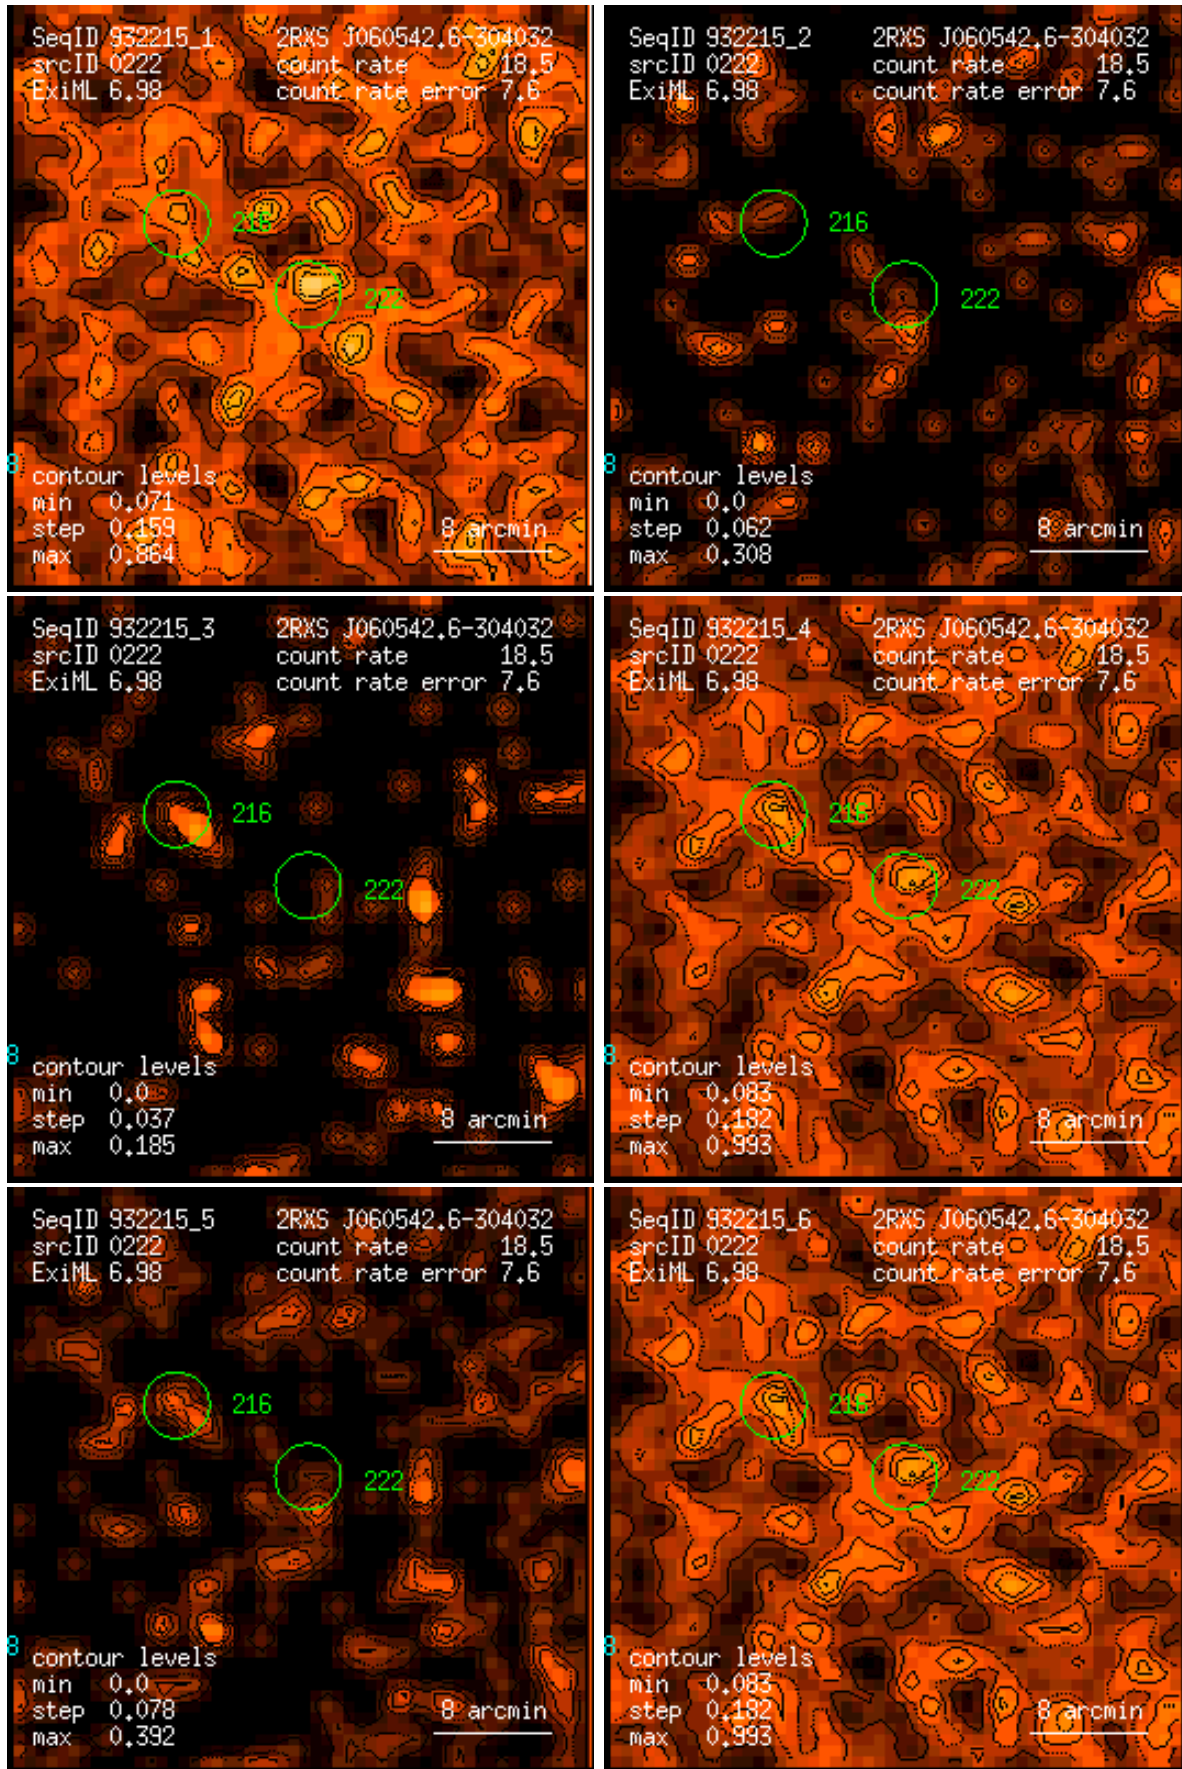 SeqID 932215_1 2RXS J060542.6-304032
srcID 0222 count rate 18.5
ExiML 6.98 count rate error 7.6
216
222
8
contour levels
min 0.071
step 0.159
max 0.864
8 arcmin
SeqID 932215_2 2RXS J060542.6-304032
srcID 0222 count rate 18.5
ExiML 6.98 count rate error 7.6
216
222
8
contour levels
min 0.0
step 0.062
max 0.308
8 arcmin
SeqID 932215_3 2RXS J060542.6-304032
srcID 0222 count rate 18.5
ExiML 6.98 count rate error 7.6
216
222
8
contour levels
min 0.0
step 0.037
max 0.185
8 arcmin
SeqID 932215_4 2RXS J060542.6-304032
srcID 0222 count rate 18.5
ExiML 6.98 count rate error 7.6
216
222
8
contour levels
min 0.083
step 0.182
max 0.993
8 arcmin
SeqID 932215_5 2RXS J060542.6-304032
srcID 0222 count rate 18.5
ExiML 6.98 count rate error 7.6
216
222
8
contour levels
min 0.0
step 0.078
max 0.392
8 arcmin
SeqID 932215_6 2RXS J060542.6-304032
srcID 0222 count rate 18.5
ExiML 6.98 count rate error 7.6
216
222
8
contour levels
min 0.083
step 0.182
max 0.993
8 arcmin